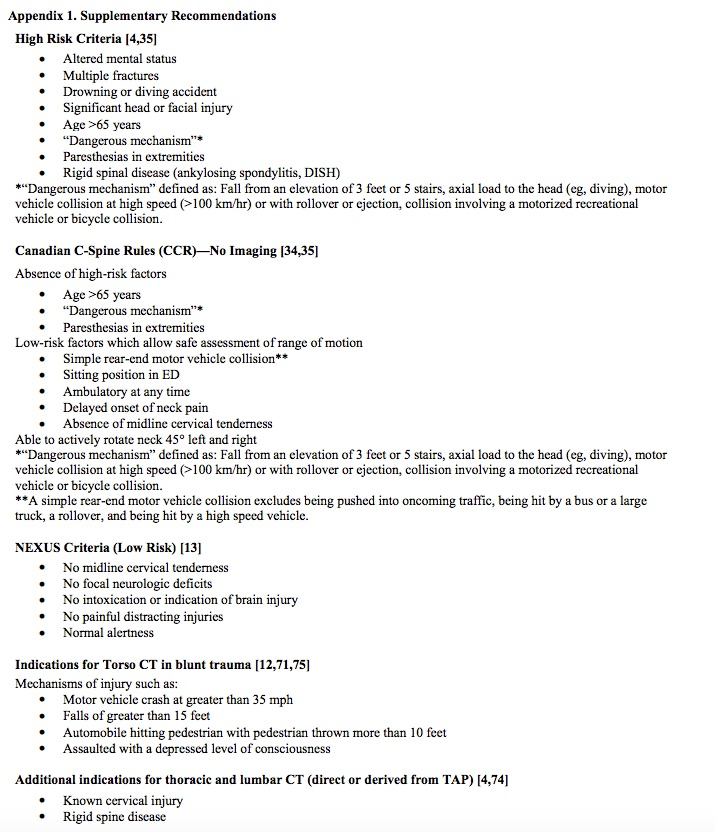 Appendix 1. Supplementary Recommendations
High Risk Criteria [4,35]
• Altered mental status
• Multiple fractures
• Drowning or diving accident
• Significant head or facial injury
• Age >65 years
• “Dangerous mechanism”*
• Paresthesias in extremities
• Rigid spinal disease (ankylosing spondylitis, DISH)
*“Dangerous mechanism” defined as: Fall from an elevation of 3 feet or 5 stairs, axial load to the head (eg, diving), motor
vehicle collision at high speed (>100 km/hr) or with rollover or ejection, collision involving a motorized recreational
vehicle or bicycle collision.
Canadian C-Spine Rules (CCR)—No Imaging [34,35]
Absence of high-risk factors
• Age >65 years
• “Dangerous mechanism”*
• Paresthesias in extremities
Low-risk factors which allow safe assessment of range of motion
• Simple rear-end motor vehicle collision**
• Sitting position in ED
• Ambulatory at any time
• Delayed onset of neck pain
• Absence of midline cervical tenderness
Able to actively rotate neck 45° left and right
*“Dangerous mechanism” defined as: Fall from an elevation of 3 feet or 5 stairs, axial load to the head (eg, diving), motor
vehicle collision at high speed (>100 km/hr) or with rollover or ejection, collision involving a motorized recreational
vehicle or bicycle collision.
**A simple rear-end motor vehicle collision excludes being pushed into oncoming traffic, being hit by a bus or a large
truck, a rollover, and being hit by a high speed vehicle.
NEXUS Criteria (Low Risk) [13]
• No midline cervical tenderness
• No focal neurologic deficits
• No intoxication or indication of brain injury
• No painful distracting injuries
• Normal alertness
Indications for Torso CT in blunt trauma [12,71,75]
Mechanisms of injury such as:
• Motor vehicle crash at greater than 35 mph
• Falls of greater than 15 feet
• Automobile hitting pedestrian with pedestrian thrown more than 10 feet
• Assaulted with a depressed level of consciousness
Additional indications for thoracic and lumbar CT (direct or derived from TAP) [4,74]
• Known cervical injury
• Rigid spine disease